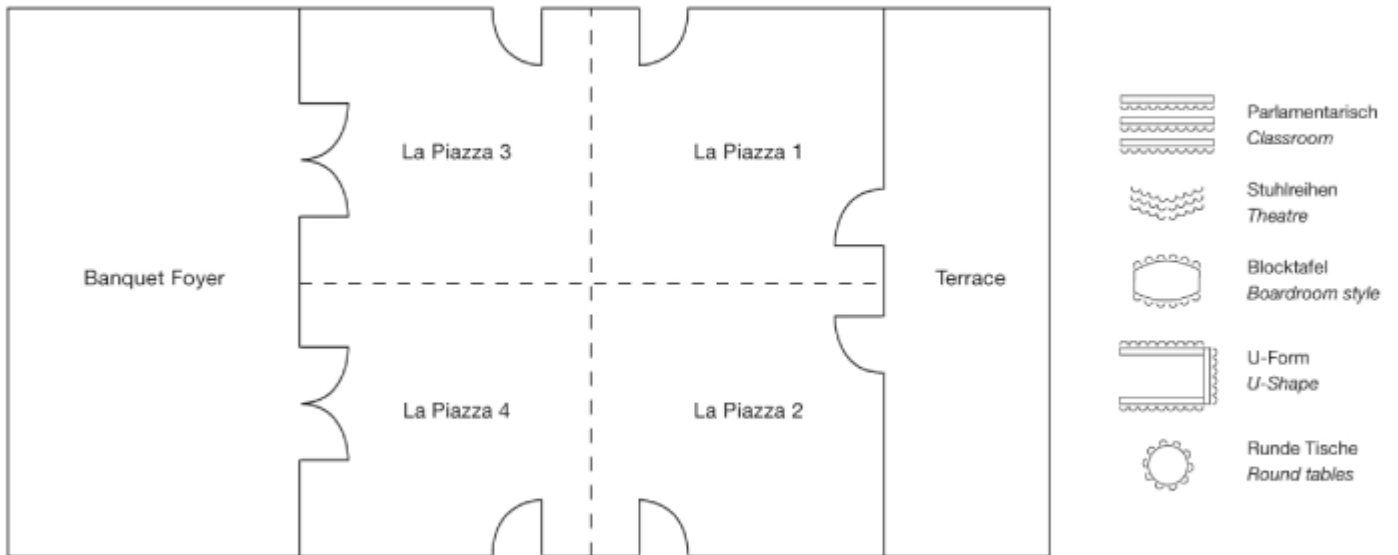 La Piazza 3
La Piazza 1
Banquet Foyer
Terrace
La Piazza 4
La Piazza 2
Parlamentarisch
Classroom
Stuhlreihen
Theatre
Blocktafel
Boardroom style
U-Form
U-Shape
Runde Tische
Round tables